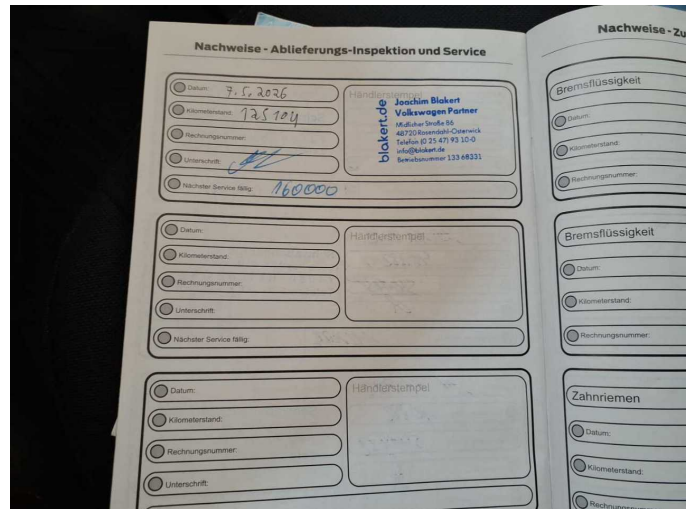 Nachweise - Ablieferungs-Inspektion und Service
Datum: 7.5.2026
Kilometerstand: 125104
Rechnungsnummer:
Unterschrift:
Nächster Service fällig: 160000
Händlerstempel
blakert.de
Joachim Blakert
Volkswagen Partner
Midlicher Straße 86
48720 Rosendahl-Osterwick
Telefon (0 25 47) 93 10-0
info@blakert.de
Betriebsnummer 133 68331
Datum:
Kilometerstand:
Rechnungsnummer:
Unterschrift:
Nächster Service fällig:
Händlerstempel
Datum:
Kilometerstand:
Rechnungsnummer:
Unterschrift:
Händlerstempel
Nachweise - Zu
Bremsflüssigkeit
Datum:
Kilometerstand:
Rechnungsnummer:
Bremsflüssigkeit
Datum:
Kilometerstand:
Rechnungsnummer:
Zahnriemen
Datum:
Kilometerstand:
Rechnungsnummer